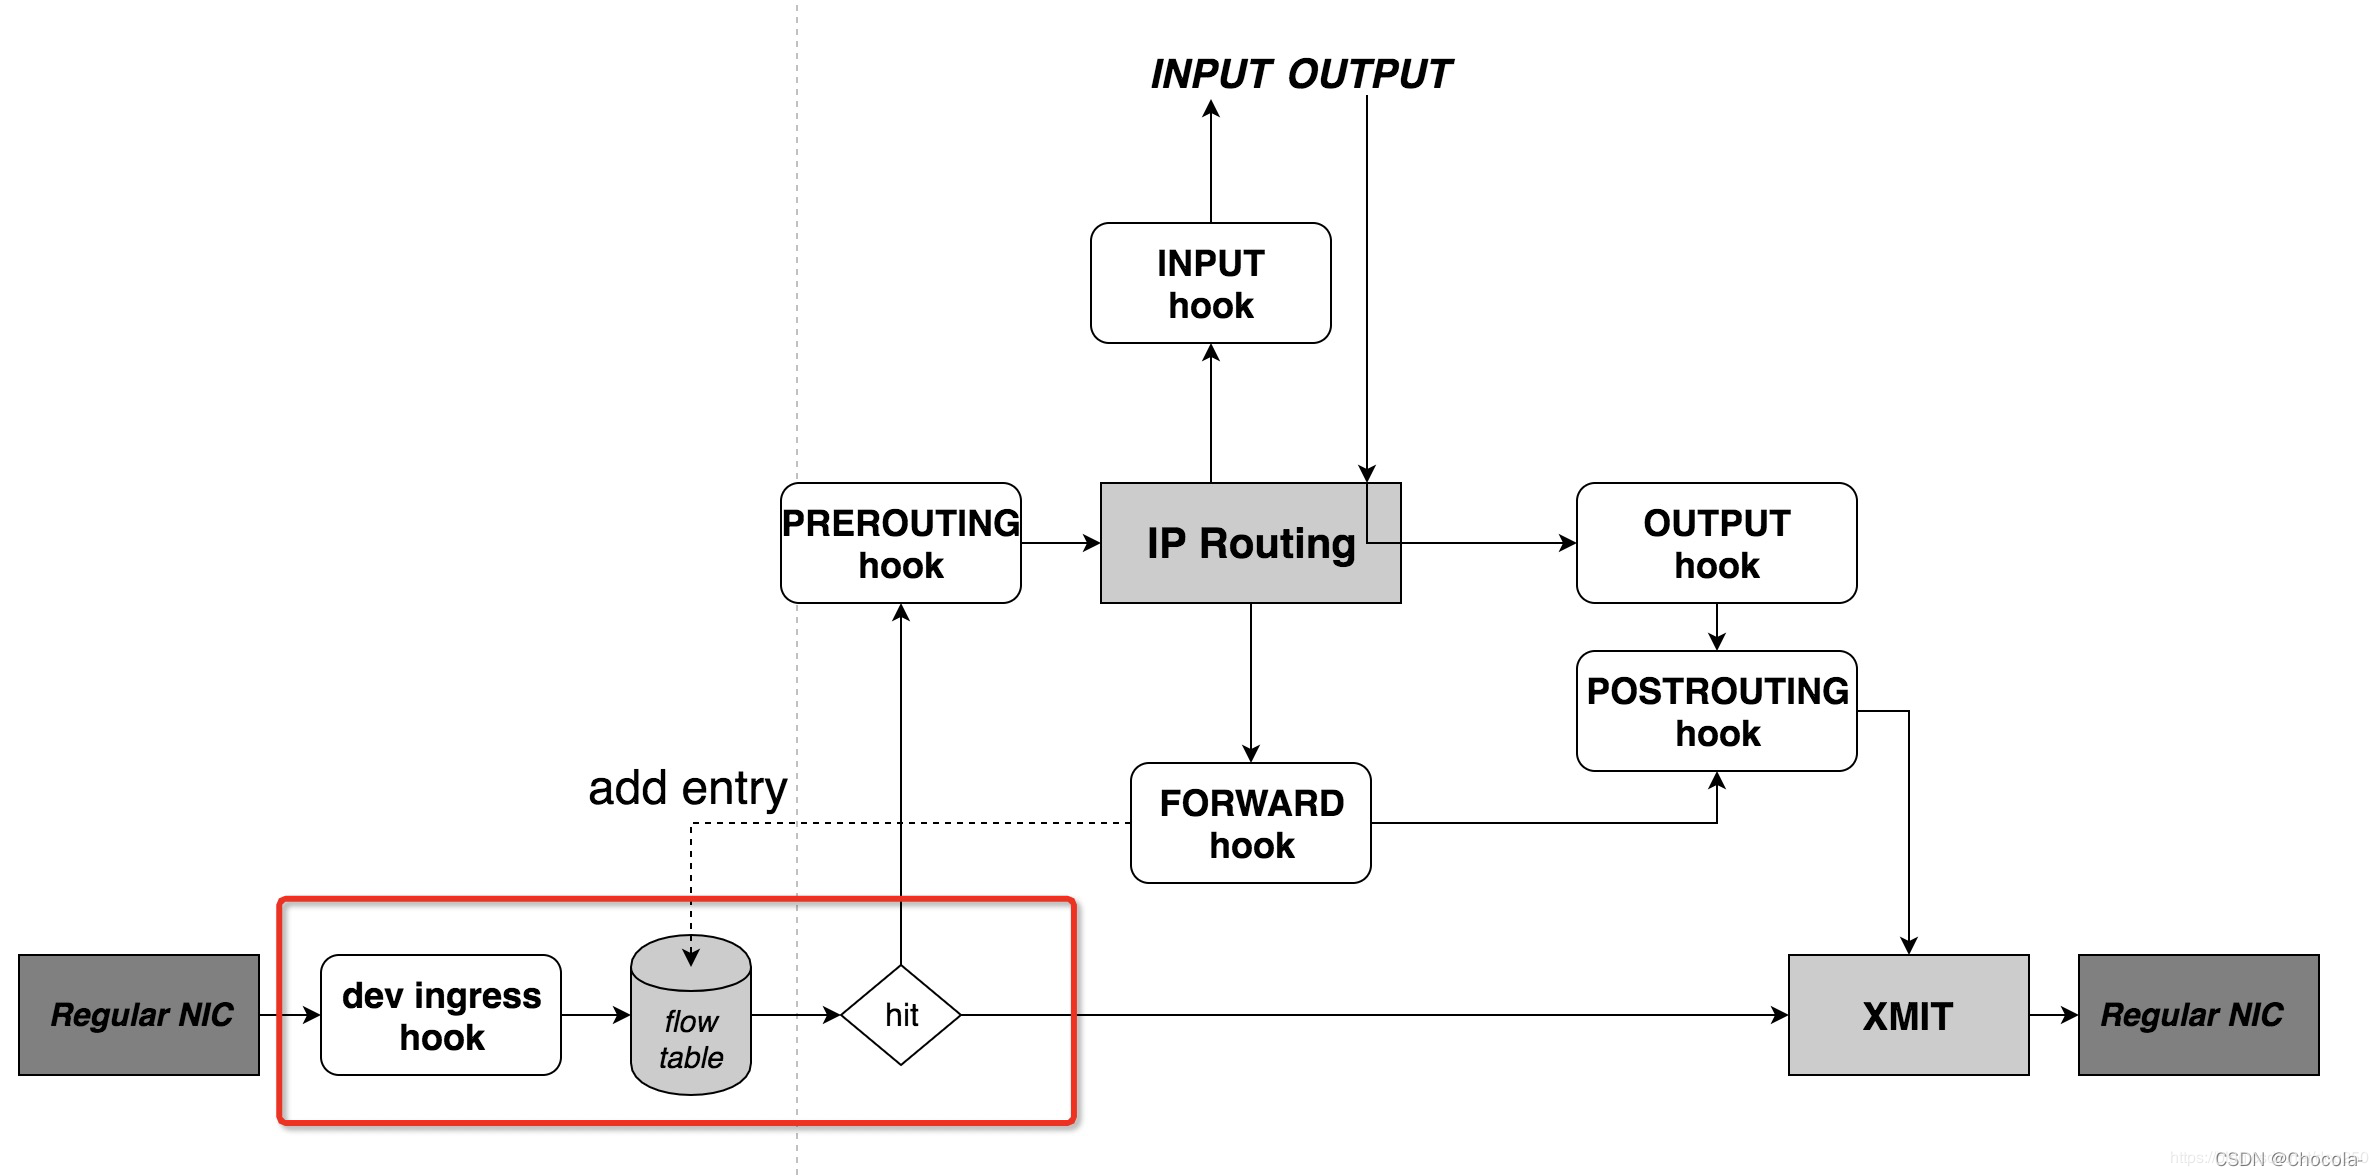 INPUT OUTPUT
INPUT
hook
PREROUTING
hook
IP Routing
OUTPUT
hook
POSTROUTING
hook
add entry
FORWARD
hook
Regular NIC
dev ingress
hook
flow
table
hit
XMIT
Regular NIC
CSDN @Chocola-